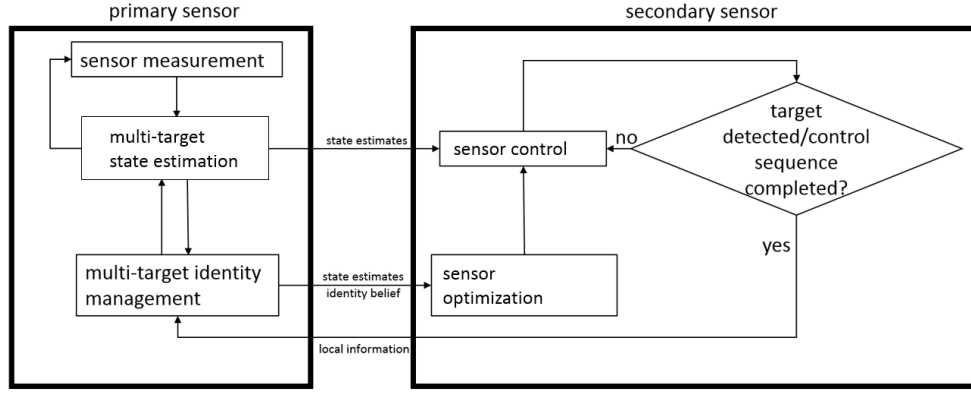 primary sensor
secondary sensor
sensor measurement
multi-target
state estimation
state estimates
sensor control
no
target
detected/control
sequence
completed?
yes
multi-target identity
management
state estimates
identity belief
sensor
optimization
local information